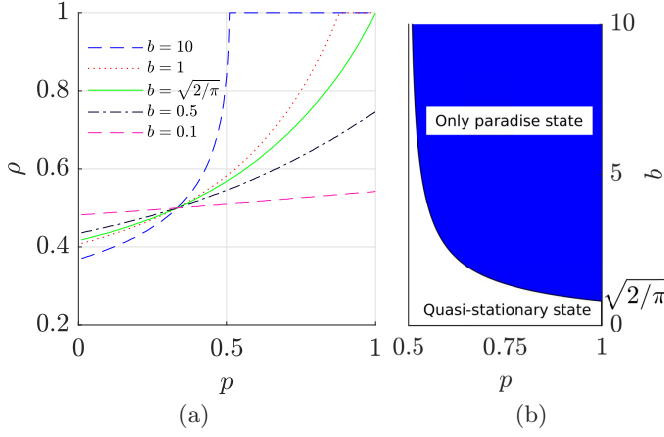 1
0.8
0.6
0.4
0.2
ρ
b = 10
b = 1
b = √2/π
b = 0.5
b = 0.1
0
0.5
1
p
(a)
Only paradise state
Quasi-stationary state
10
5
√2/π
0
b
0.5
0.75
1
p
(b)